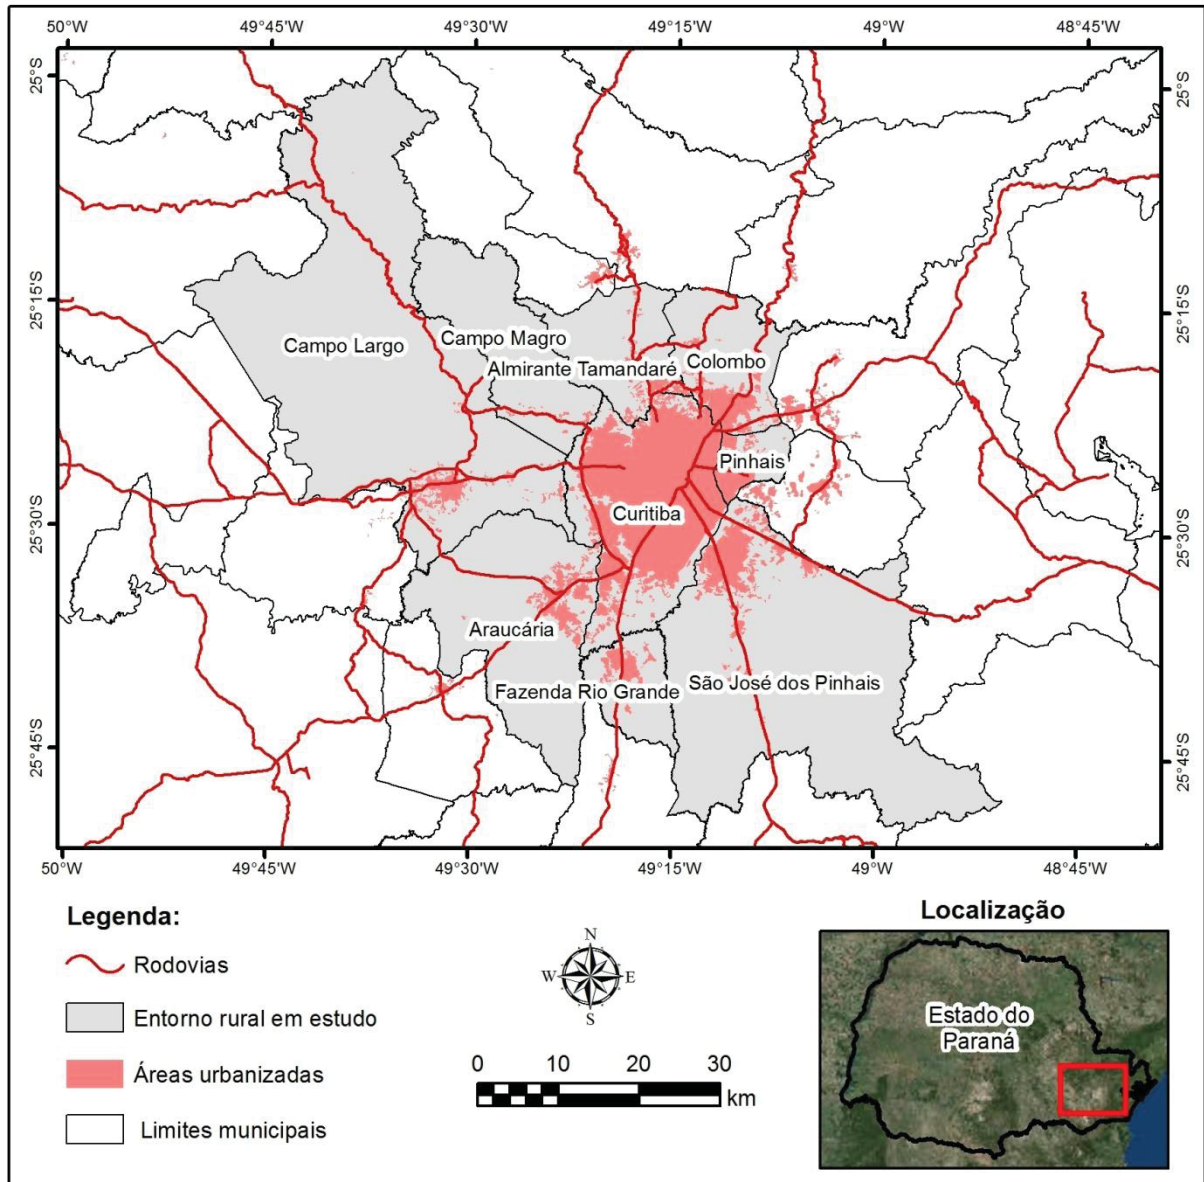 50°W 49°45'W 49°30'W 49°15'W 49°W 48°45'W
25°S
25°S
25°15'S
25°15'S
25°30'S
25°30'S
25°45'S
25°45'S
Campo Largo
Campo Magro
Almirante Tamandaré
Colombo
Pinhais
Curitiba
Araucária
Fazenda Rio Grande
São José dos Pinhais
50°W 49°45'W 49°30'W 49°15'W 49°W 48°45'W
Legenda:
Rodovias
Entorno rural em estudo
Áreas urbanizadas
Limites municipais
N
W E
S
0 10 20 30
km
Localização
Estado do
Paraná